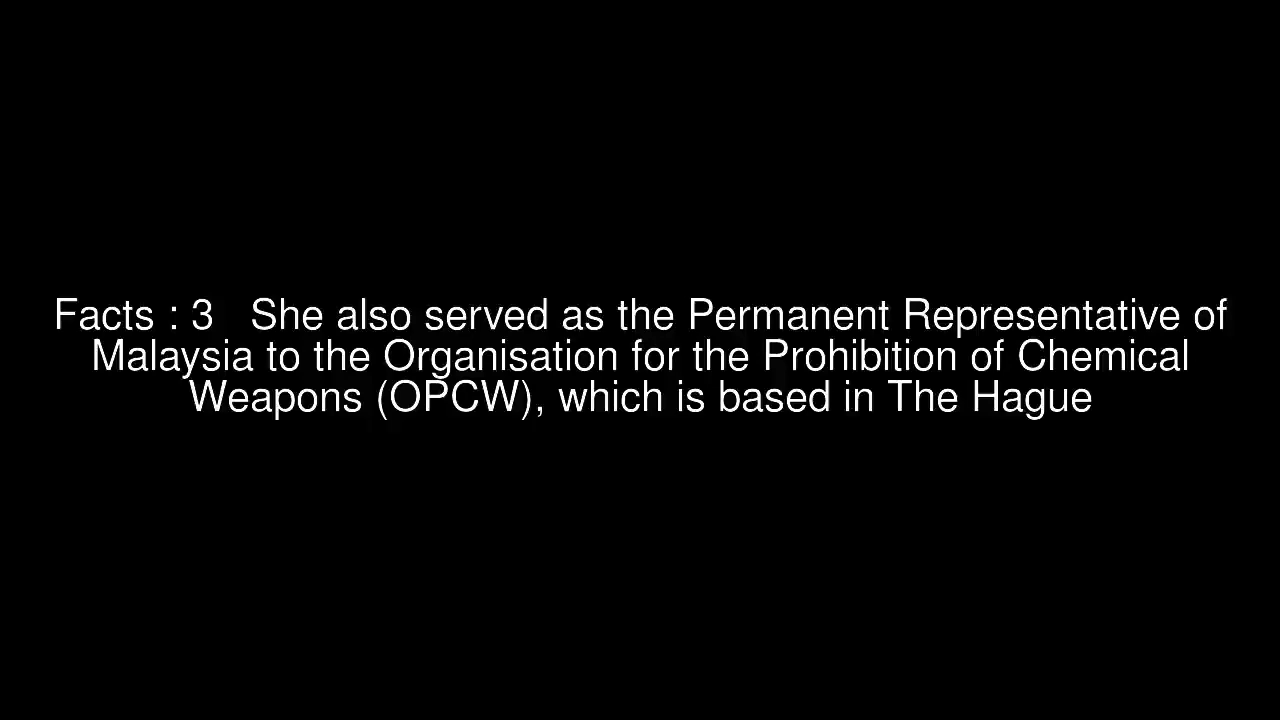 Facts : 3   She also served as the Permanent Representative of
Malaysia to the Organisation for the Prohibition of Chemical
Weapons (OPCW), which is based in The Hague